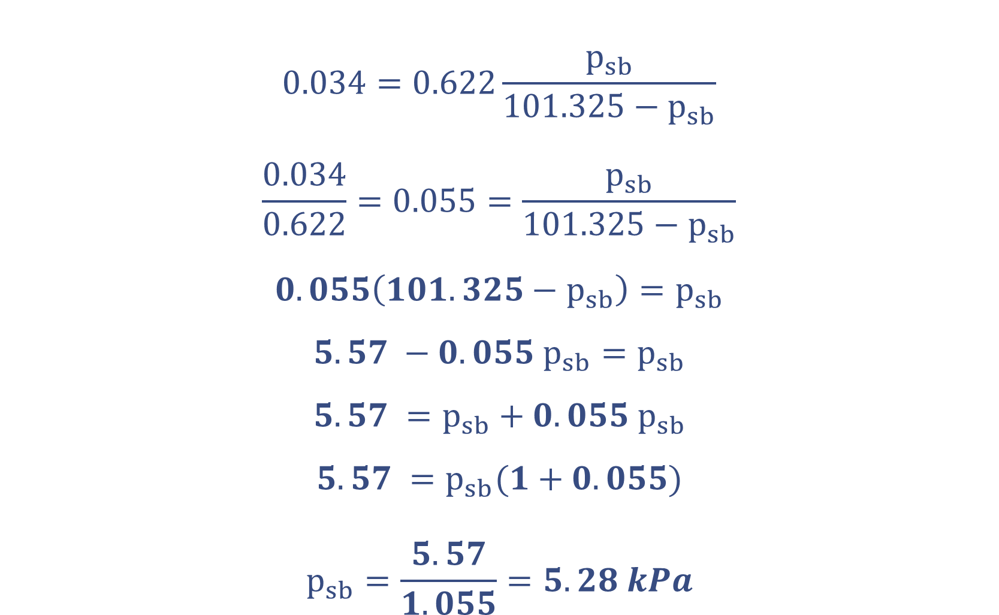 0.034 = 0.622 p_sb / (101.325 − p_sb)
0.034 / 0.622 = 0.055 = p_sb / (101.325 − p_sb)
0.055(101.325 − p_sb) = p_sb
5.57 − 0.055 p_sb = p_sb
5.57 = p_sb + 0.055 p_sb
5.57 = p_sb(1 + 0.055)
p_sb = 5.57 / 1.055 = 5.28 kPa